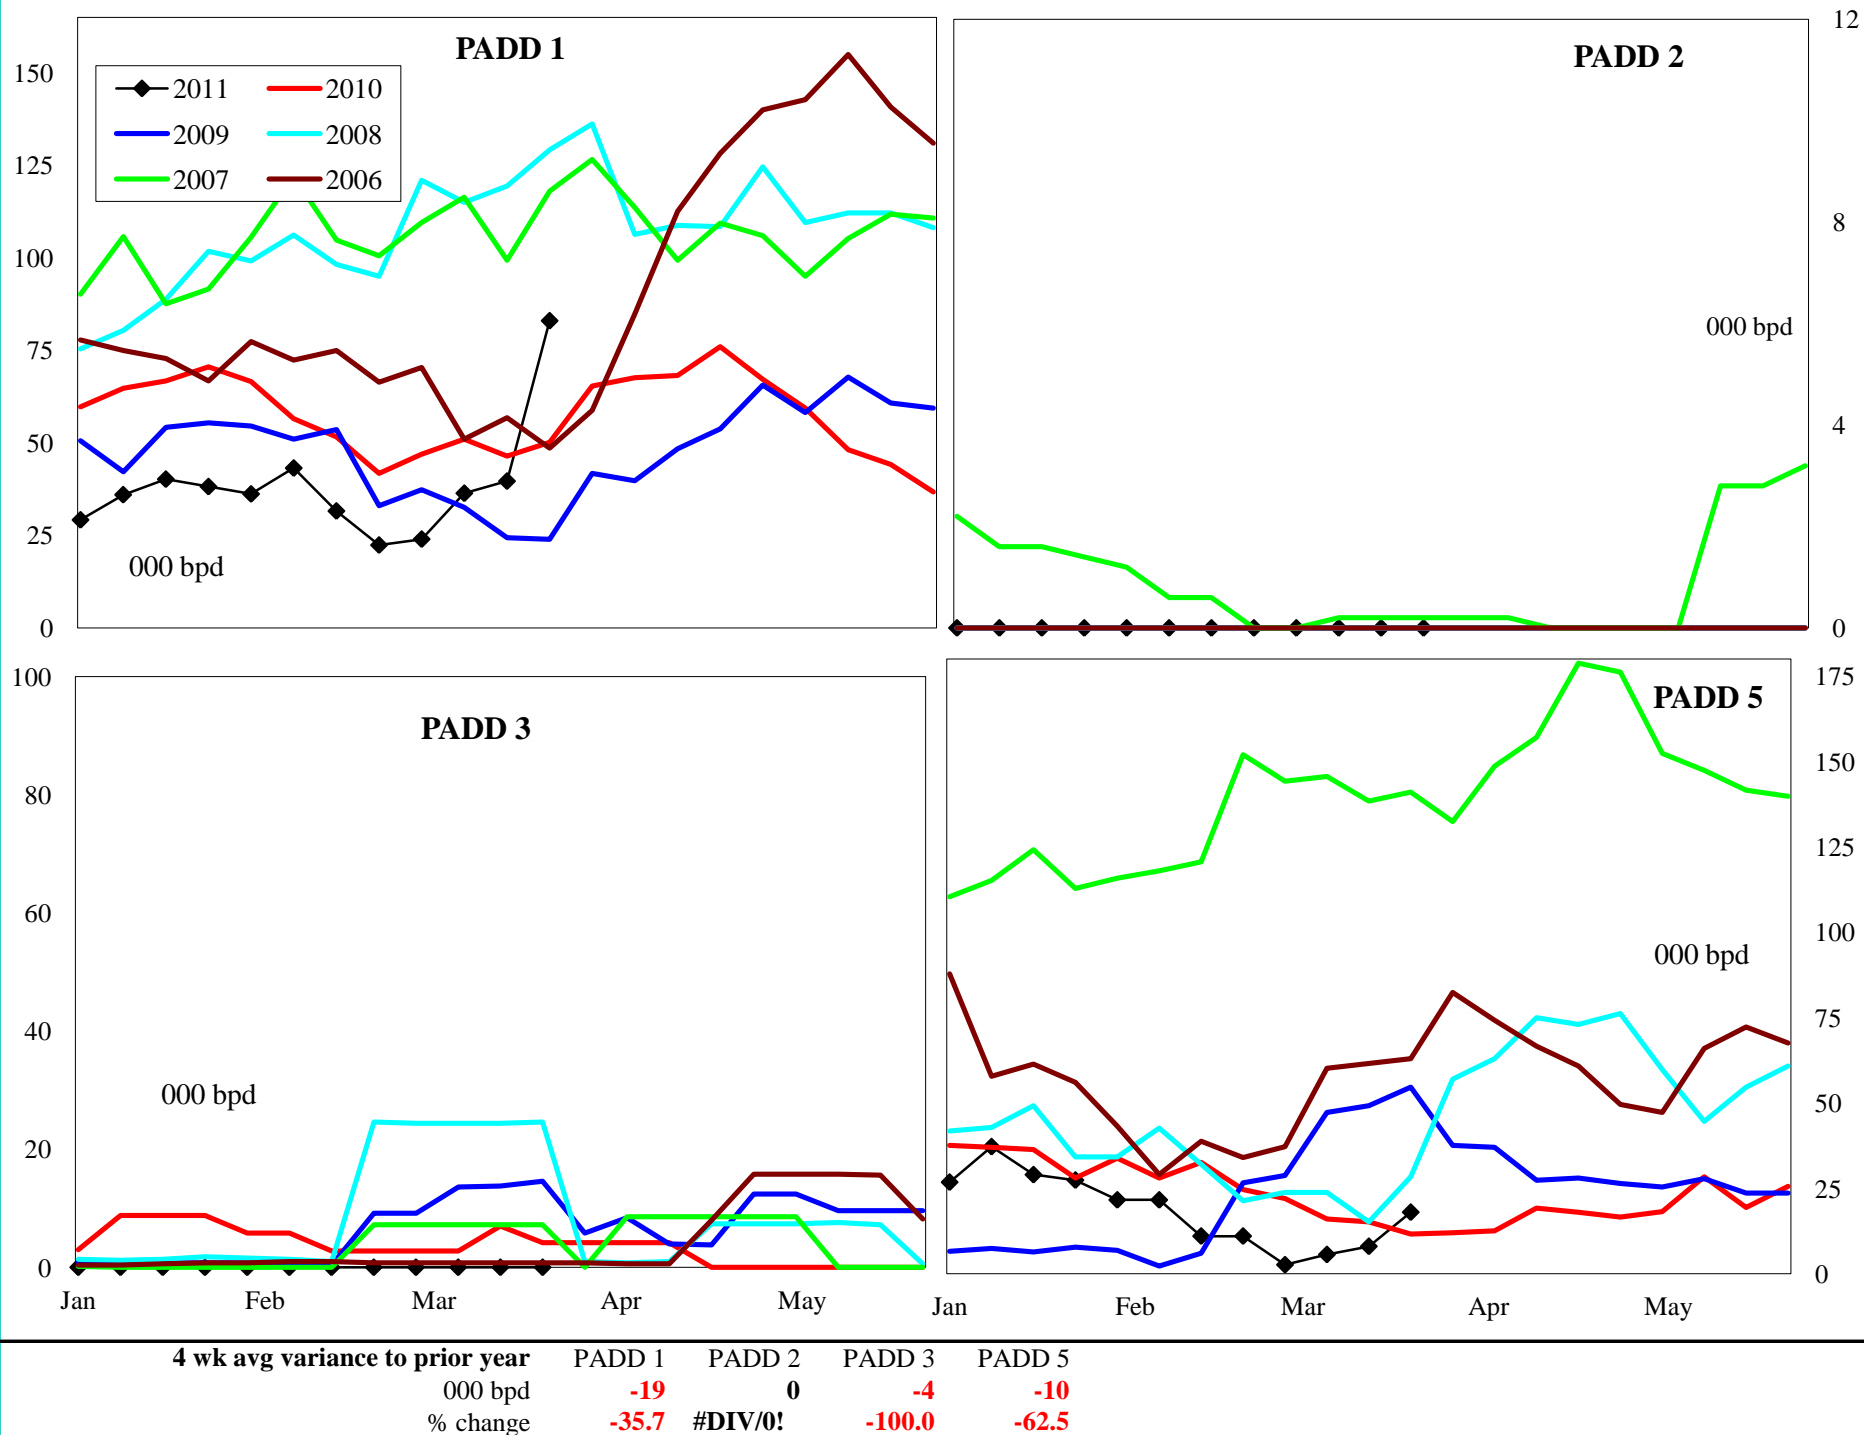 PADD 1
150
125
100
75
50
25
0
2011 2010
2009 2008
2007 2006
000 bpd
PADD 2
12
8
4
0
000 bpd
PADD 3
100
80
60
40
20
0
000 bpd
Jan Feb Mar Apr May
PADD 5
175
150
125
100
75
50
25
0
000 bpd
Jan Feb Mar Apr May
4 wk avg variance to prior year PADD 1 PADD 2 PADD 3 PADD 5
000 bpd -19 0 -4 -10
% change -35.7 #DIV/0! -100.0 -62.5